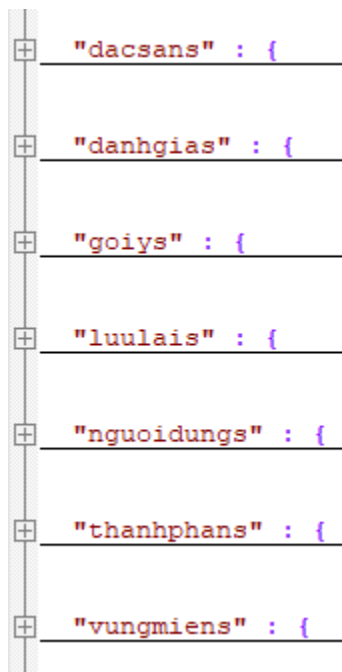 "dacsans" : {
"danhgias" : {
"goiys" : {
"luulais" : {
"nguoidungs" : {
"thanhphans" : {
"vungmiens" : {